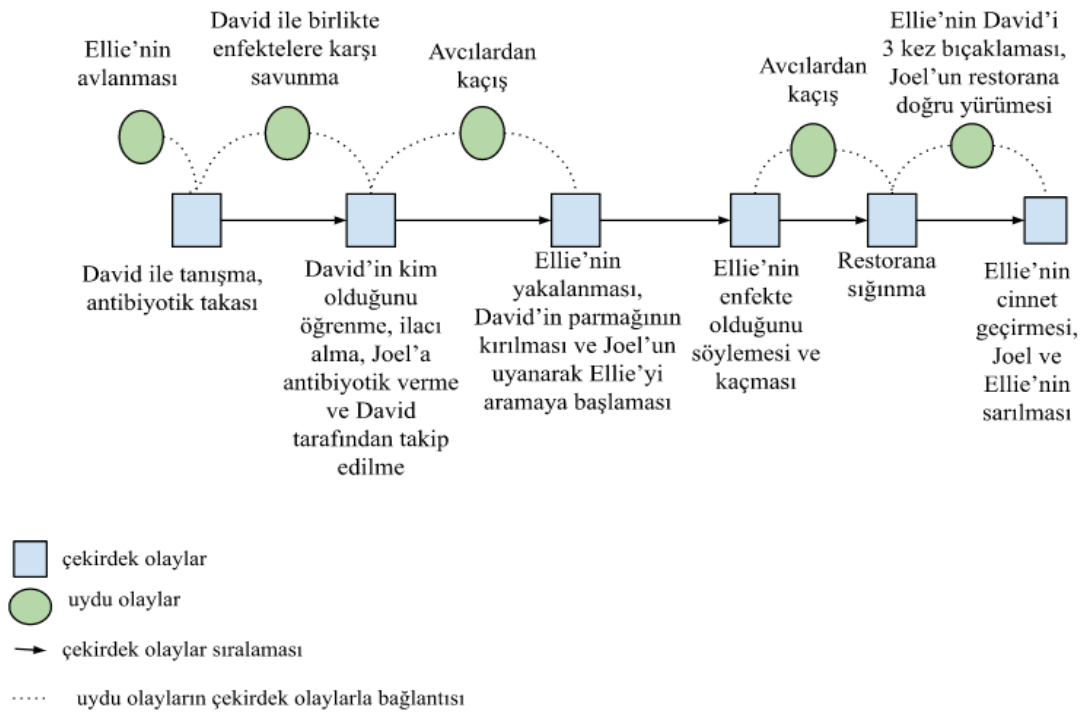 Ellie’nin
avlanması
David ile birlikte
enfektelere karşı
savunma
Avcılardan
kaçış
Avcılardan
kaçış
Ellie’nin David’i
3 kez bıçaklaması,
Joel’un restorana
doğru yürümesi
David ile tanışma,
antibiyotik takası
David’in kim
olduğunu
öğrenme, ilacı
alma, Joel’a
antibiyotik verme
ve David
tarafından takip
edilme
Ellie’nin
yakalanması,
David’in parmağının
kırılması ve Joel’un
uyanarak Ellie’yi
aramaya başlaması
Ellie’nin
enfekte
olduğunu
söylemesi ve
kaçması
Restorana
sığınma
Ellie’nin
cinnet
geçirmesi,
Joel ve
Ellie’nin
sarılması
çekirdek olaylar
uydu olaylar
çekirdek olaylar sıralaması
uydu olayların çekirdek olaylarla bağlantısı